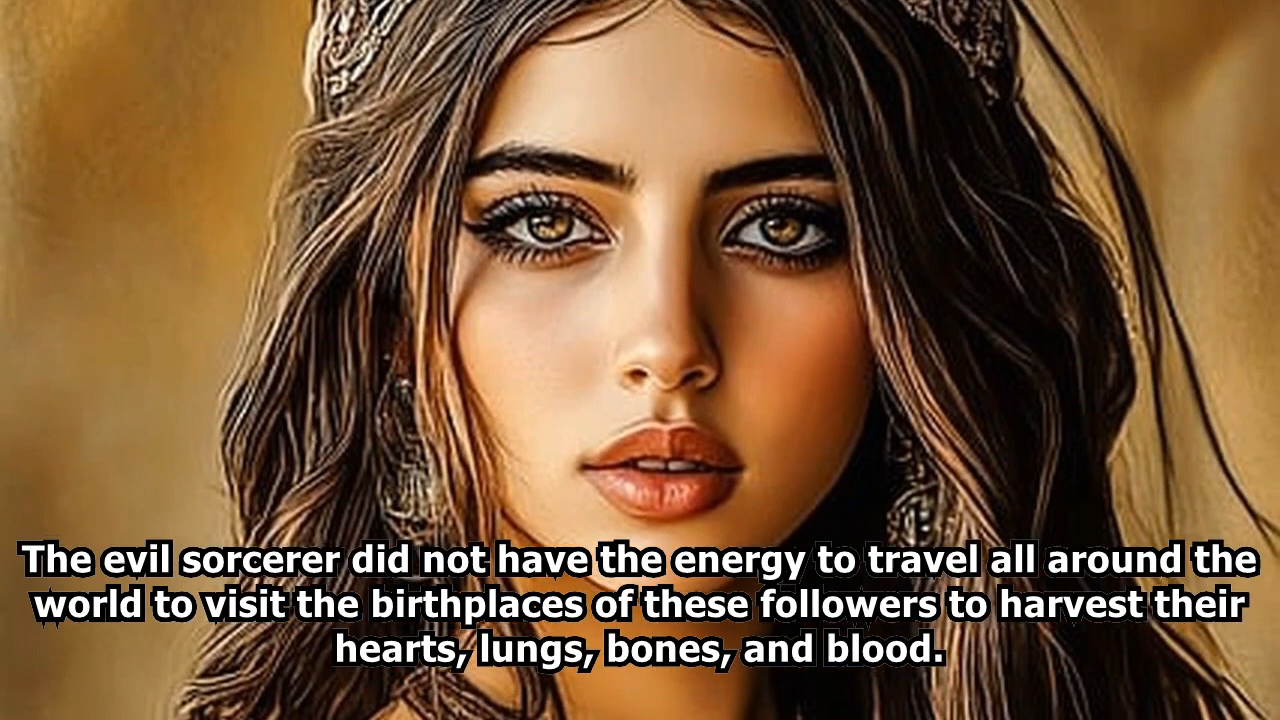 The evil sorcerer did not have the energy to travel all around the
world to visit the birthplaces of these followers to harvest their
hearts, lungs, bones, and blood.